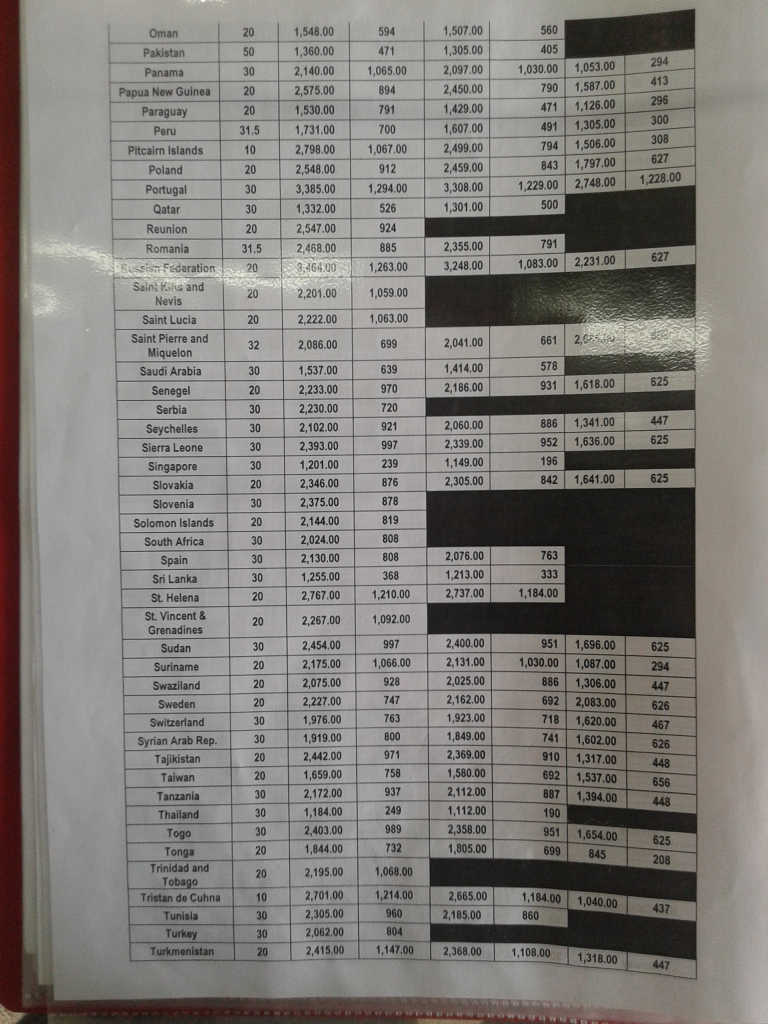 Oman 20 1,548.00 594 1,507.00 560
Pakistan 50 1,360.00 471 1,305.00 405
Panama 30 2,140.00 1,065.00 2,097.00 1,030.00 1,053.00 294
Papua New Guinea 20 2,575.00 894 2,450.00 790 1,587.00 413
Paraguay 20 1,530.00 791 1,429.00 471 1,126.00 296
Peru 31.5 1,731.00 700 1,607.00 491 1,305.00 300
Pitcairn Islands 10 2,798.00 1,067.00 2,499.00 794 1,506.00 308
Poland 20 2,548.00 912 2,459.00 843 1,797.00 627
Portugal 30 3,385.00 1,294.00 3,308.00 1,229.00 2,748.00 1,228.00
Qatar 30 1,332.00 526 1,301.00 500
Reunion 20 2,547.00 924
Romania 31.5 2,468.00 885 2,355.00 791
Russian Federation 20 3,464.00 1,263.00 3,248.00 1,083.00 2,231.00 627
Saint Kitts and
Nevis 20 2,201.00 1,059.00
Saint Lucia 20 2,222.00 1,063.00
Saint Pierre and
Miquelon 32 2,086.00 699 2,041.00 661
Saudi Arabia 30 1,537.00 639 1,414.00 578
Senegel 20 2,233.00 970 2,186.00 931 1,618.00 625
Serbia 30 2,230.00 720
Seychelles 30 2,102.00 921 2,060.00 886 1,341.00 447
Sierra Leone 30 2,393.00 997 2,339.00 952 1,636.00 625
Singapore 30 1,201.00 239 1,149.00 196
Slovakia 20 2,346.00 876 2,305.00 842 1,641.00 625
Slovenia 30 2,375.00 878
Solomon Islands 20 2,144.00 819
South Africa 30 2,024.00 808
Spain 30 2,130.00 808 2,076.00 763
Sri Lanka 30 1,255.00 368 1,213.00 333
St. Helena 20 2,767.00 1,210.00 2,737.00 1,184.00
St. Vincent &
Grenadines 20 2,267.00 1,092.00
Sudan 30 2,454.00 997 2,400.00 951 1,696.00 625
Suriname 20 2,175.00 1,066.00 2,131.00 1,030.00 1,087.00 294
Swaziland 20 2,075.00 928 2,025.00 886 1,306.00 447
Sweden 20 2,227.00 747 2,162.00 692 2,083.00 626
Switzerland 30 1,976.00 763 1,923.00 718 1,620.00 467
Syrian Arab Rep. 30 1,919.00 800 1,849.00 741 1,602.00 626
Tajikistan 20 2,442.00 971 2,369.00 910 1,317.00 448
Taiwan 20 1,659.00 758 1,580.00 692 1,537.00 656
Tanzania 30 2,172.00 937 2,112.00 887 1,394.00 448
Thailand 30 1,184.00 249 1,112.00 190
Togo 30 2,403.00 989 2,358.00 951 1,654.00 625
Tonga 20 1,844.00 732 1,805.00 699 845 208
Trinidad and
Tobago 20 2,195.00 1,068.00
Tristan de Cuhna 10 2,701.00 1,214.00 2,665.00 1,184.00 1,040.00 437
Tunisia 30 2,305.00 960 2,185.00 860
Turkey 30 2,062.00 804
Turkmenistan 20 2,415.00 1,147.00 2,368.00 1,108.00 1,318.00 447